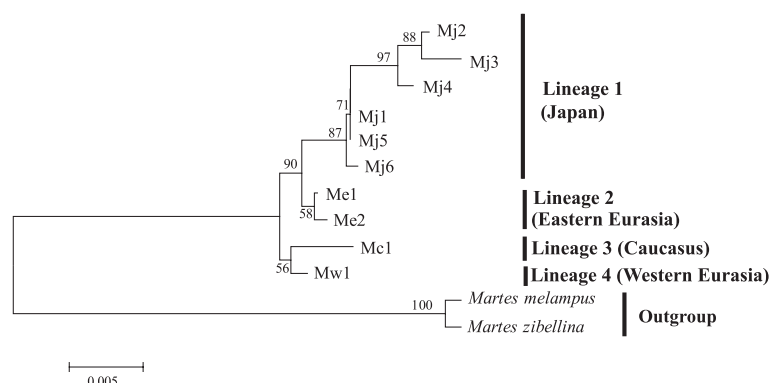 Mj2
88
Mj3
97
Mj4
Lineage 1
(Japan)
71
Mj1
87
Mj5
Mj6
90
Me1
58
Me2
Lineage 2
(Eastern Eurasia)
Mc1
Lineage 3 (Caucasus)
56
Mw1
Lineage 4 (Western Eurasia)
100
Martes melampus
Martes zibellina
Outgroup
0.005